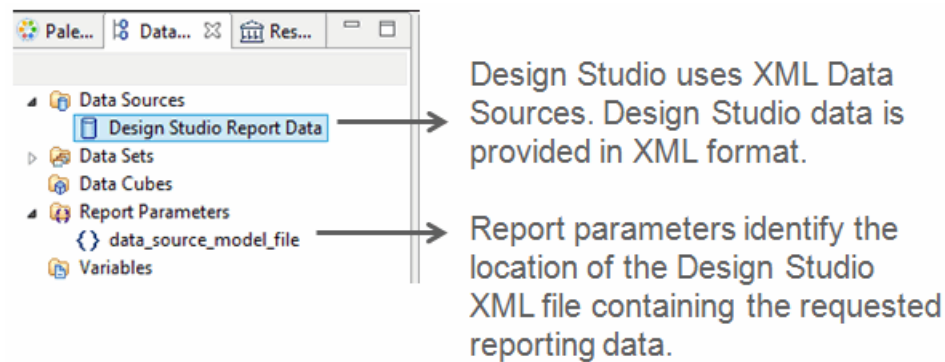 Pale... Data... Res...
Data Sources
Design Studio Report Data
Data Sets
Data Cubes
Report Parameters
{} data_source_model_file
Variables
Design Studio uses XML Data
Sources. Design Studio data is
provided in XML format.
Report parameters identify the
location of the Design Studio
XML file containing the requested
reporting data.